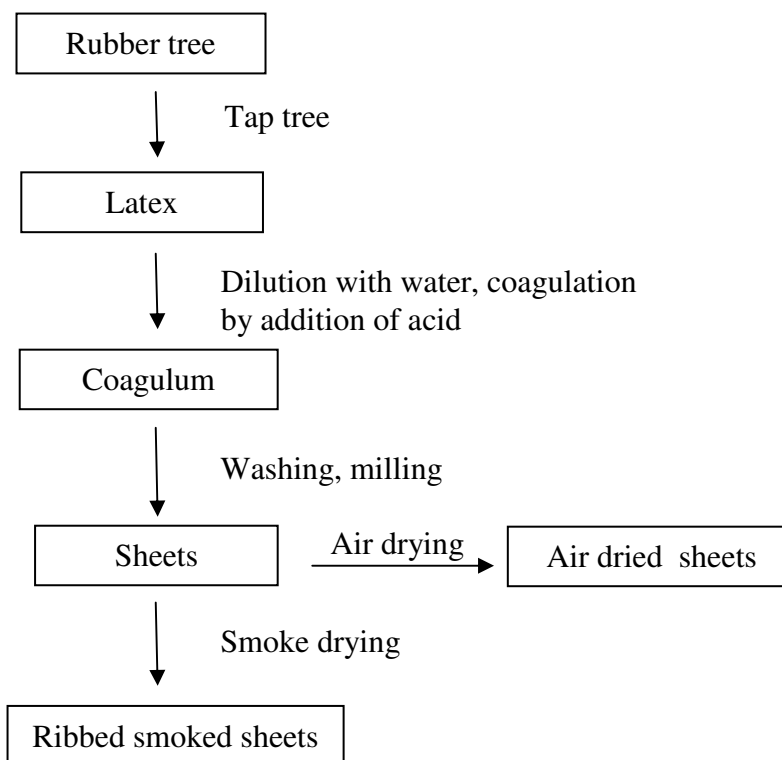 Rubber tree
Tap tree
Latex
Dilution with water, coagulation
by addition of acid
Coagulum
Washing, milling
Sheets
Air drying
Air dried sheets
Smoke drying
Ribbed smoked sheets